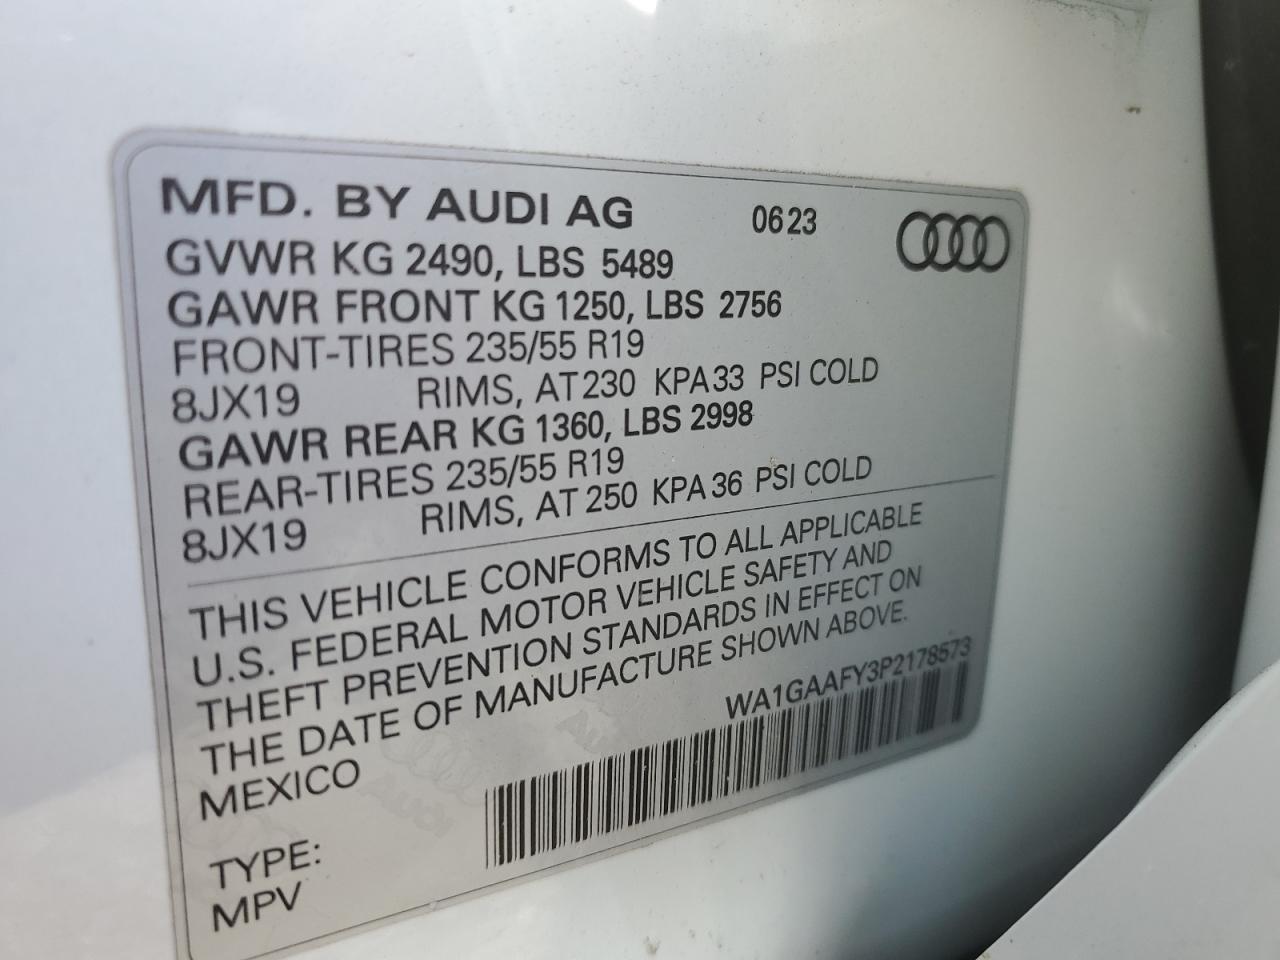 MFD. BY AUDI AG 0623
GVWR KG 2490, LBS 5489
GAWR FRONT KG 1250, LBS 2756
FRONT-TIRES 235/55 R19
8JX19 RIMS, AT 230 KPA 33 PSI COLD
GAWR REAR KG 1360, LBS 2998
REAR-TIRES 235/55 R19
8JX19 RIMS, AT 250 KPA 36 PSI COLD
THIS VEHICLE CONFORMS TO ALL APPLICABLE
U.S. FEDERAL MOTOR VEHICLE SAFETY AND
THEFT PREVENTION STANDARDS IN EFFECT ON
THE DATE OF MANUFACTURE SHOWN ABOVE.
MEXICO WA1GAAFY3P2178573
TYPE:
MPV
Audi
Audi